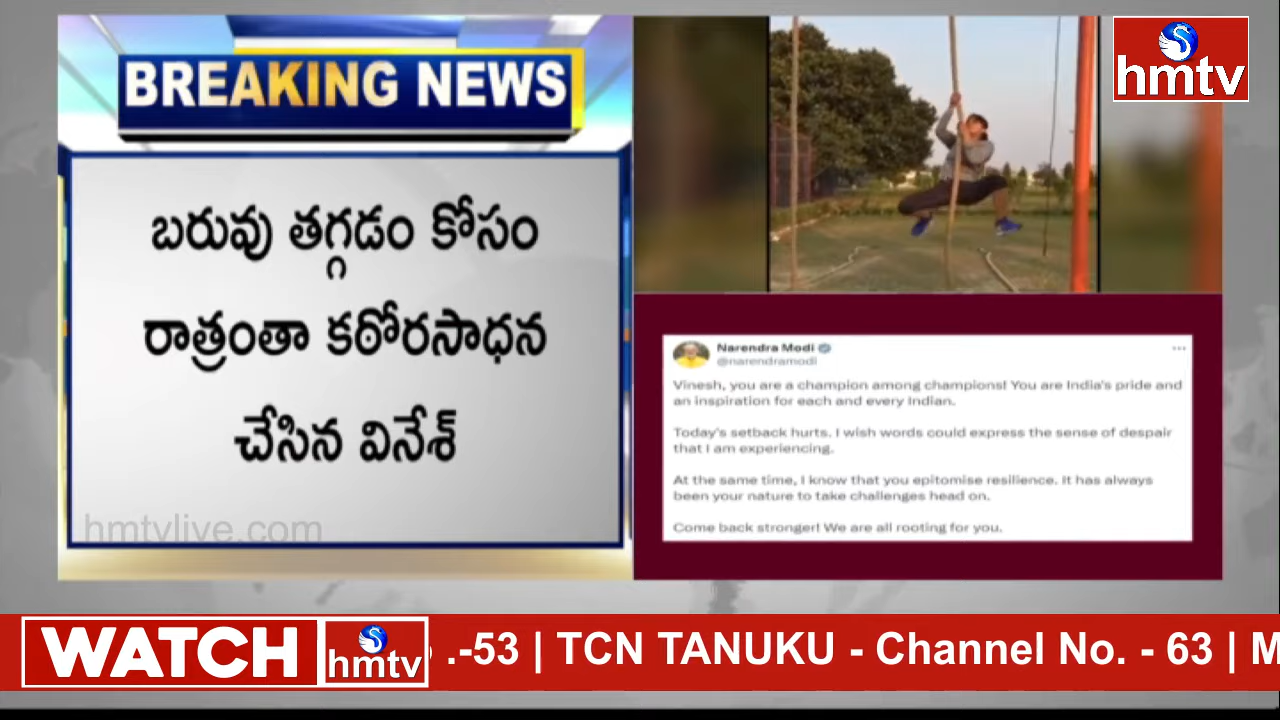 BREAKING NEWS
బరువు తగ్గడం కోసం
రాత్రంతా కఠోరసాధన
చేసిన వినేశ్
hmtvlive.com
hmtv
Narendra Modi
@narendramodi
Vinesh, you are a champion among champions! You are India's pride and
an inspiration for each and every Indian.
Today's setback hurts. I wish words could express the sense of despair
that I am experiencing.
At the same time, I know that you epitomise resilience. It has always
been your nature to take challenges head on.
Come back stronger! We are all rooting for you.
WATCH hmtv .-53 | TCN TANUKU - Channel No. - 63 | M